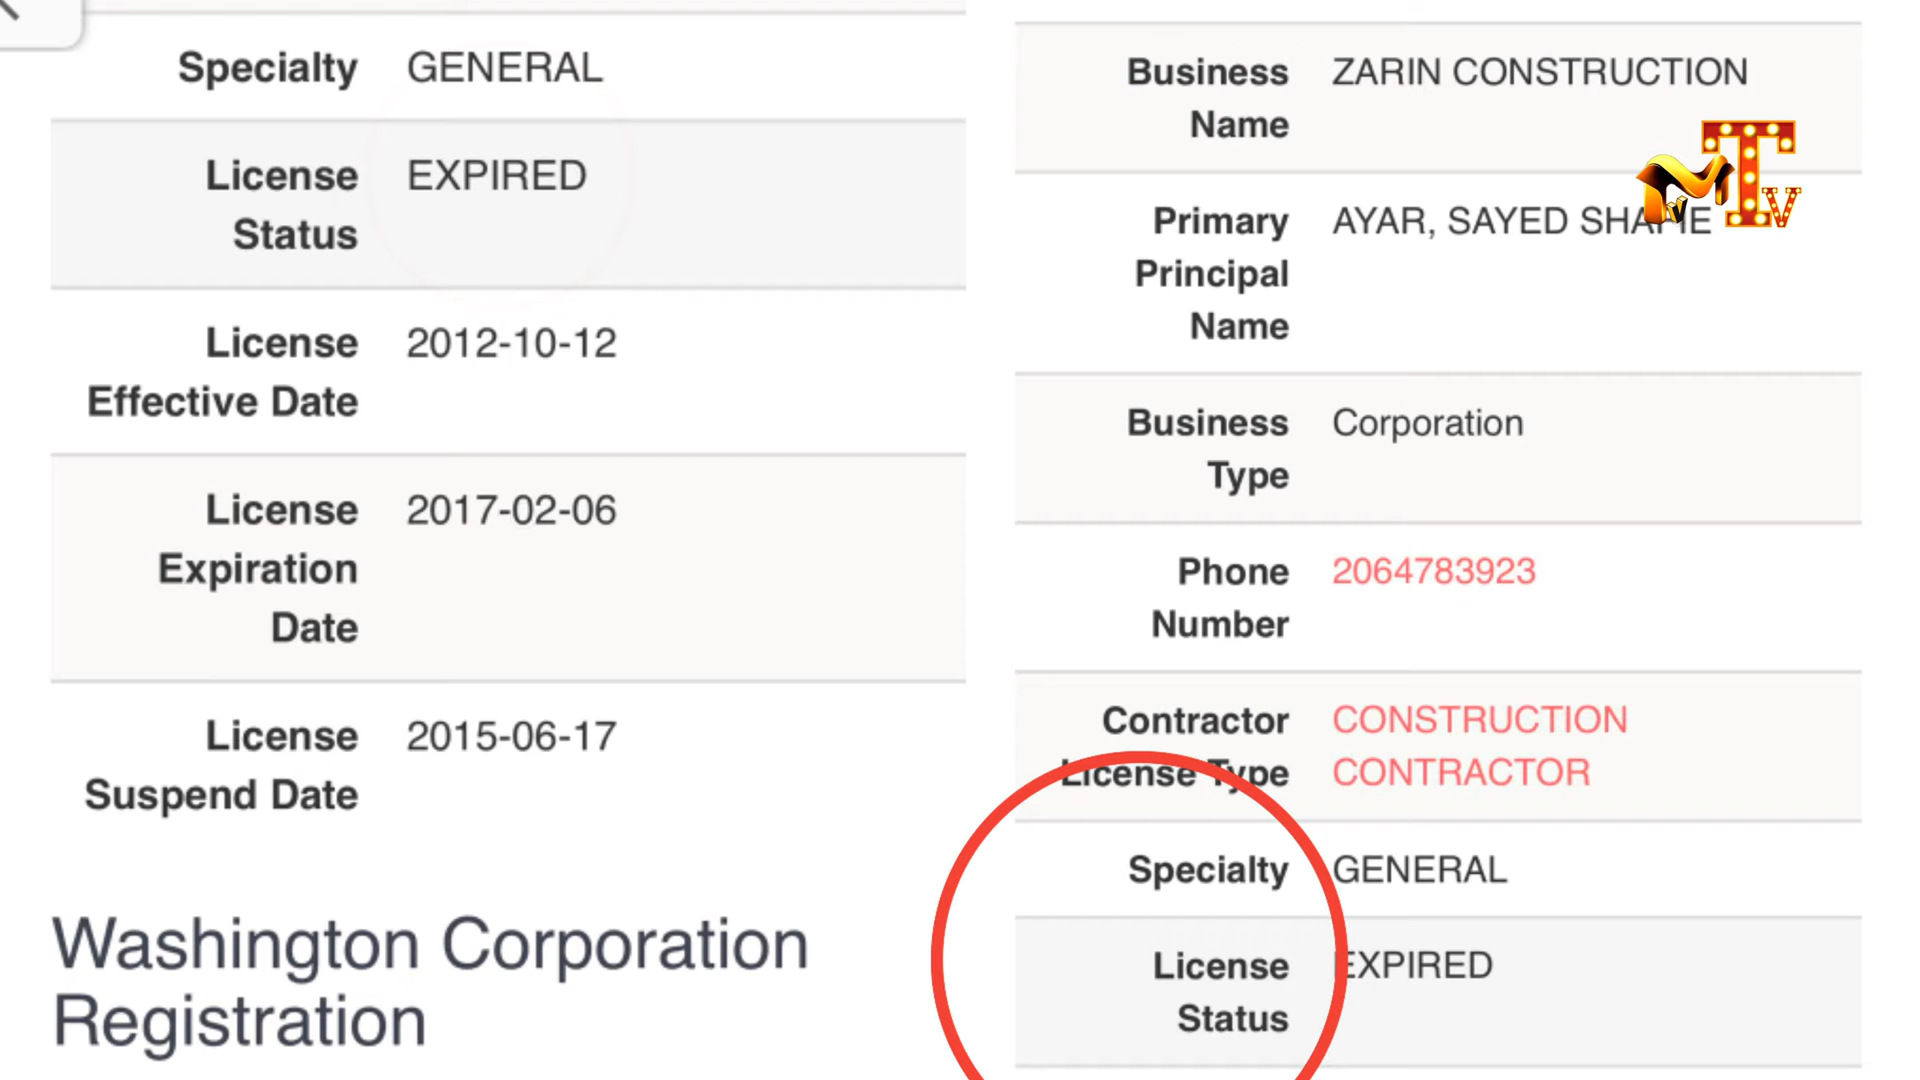 Specialty GENERAL
License EXPIRED
Status
License 2012-10-12
Effective Date
License 2017-02-06
Expiration
Date
License 2015-06-17
Suspend Date
Washington Corporation
Registration
Business ZARIN CONSTRUCTION
Name
MTV
Primary AYAR, SAYED
Principal
Name
Business Corporation
Type
Phone 2064783923
Number
Contractor CONSTRUCTION
License Type CONTRACTOR
Specialty GENERAL
License EXPIRED
Status